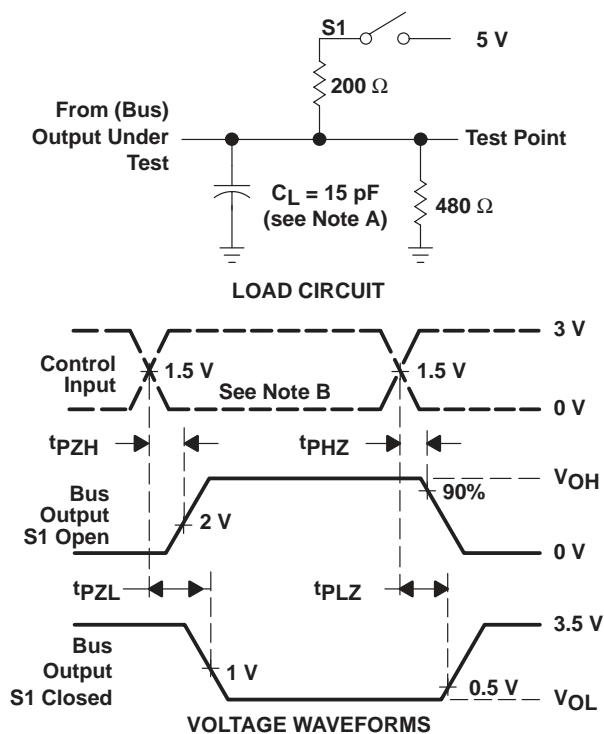 S1
5 V
200 Ω
From (Bus)
Output Under
Test
Test Point
CL = 15 pF
(see Note A)
480 Ω
LOAD CIRCUIT
3 V
Control
Input
1.5 V
1.5 V
See Note B
0 V
tPZH
tPHZ
VOH
90%
Bus
Output
S1 Open
2 V
0 V
tPZL
tPLZ
3.5 V
Bus
Output
S1 Closed
1 V
0.5 V
VOL
VOLTAGE WAVEFORMS